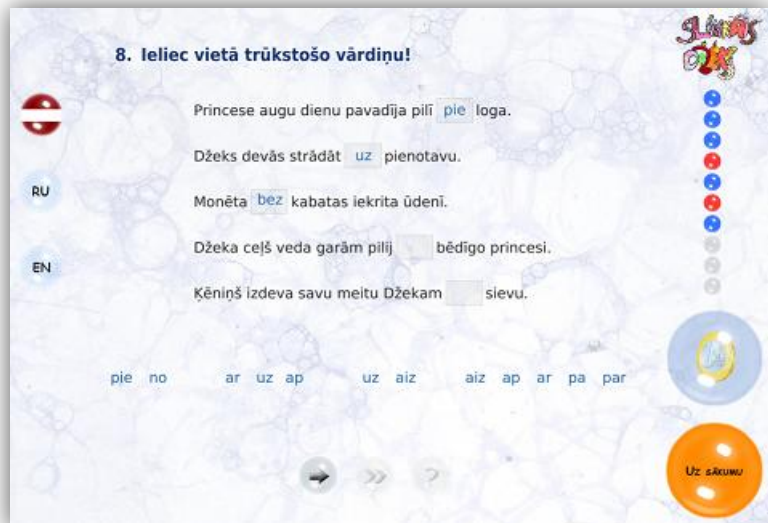 SLINĶAIS
DŽEKS
8. Ieliec vietā trūkstošo vārdiņu!
Princese augu dienu pavadīja pilī pie loga.
Džeks devās strādāt uz pienotavu.
RU
Monēta bez kabatas iekrita ūdenī.
Džeka ceļš veda garām pilij bēdīgo princesi.
EN
Ķēniņš izdeva savu meitu Džekam sievu.
pie no ar uz ap uz aiz aiz ap ar pa par
? 
Uz sākumu